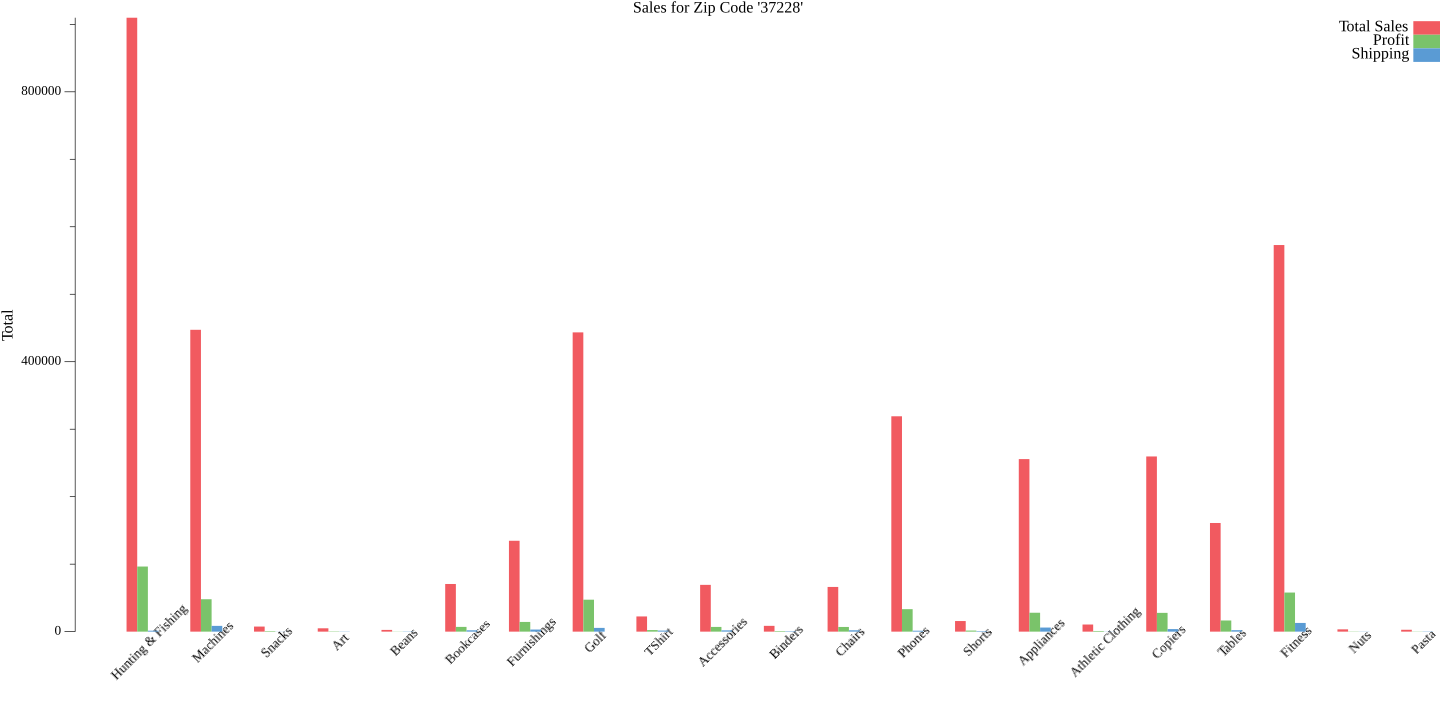 Sales for Zip Code '37228'
Total Sales
Profit
Shipping
800000
400000
0
Total
Hunting & Fishing
Machines
Snacks
Art
Beans
Bookcases
Furnishings
Golf
TShirt
Accessories
Binders
Chairs
Phones
Shorts
Appliances
Athletic Clothing
Copiers
Tables
Fitness
Nuts
Pasta